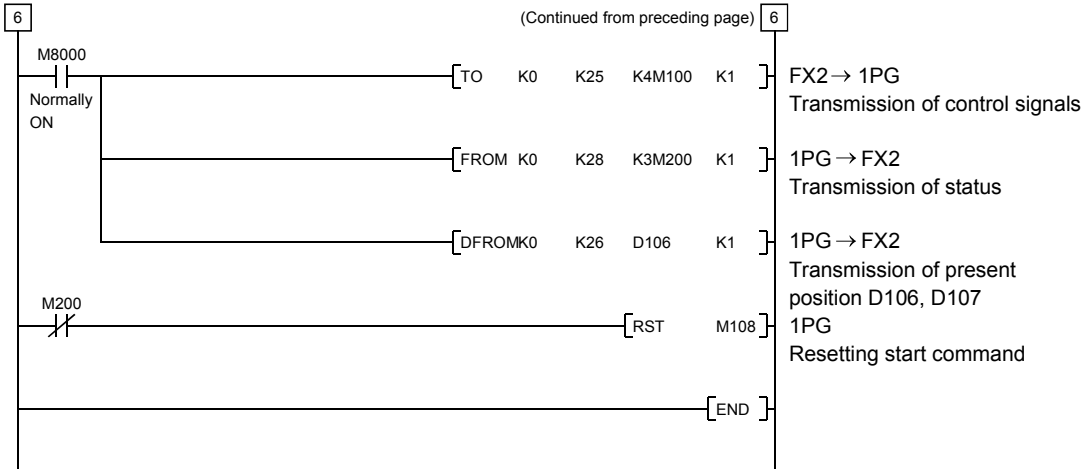 6 (Continued from preceding page) 6
M8000
TO K0 K25 K4M100 K1 FX2→ 1PG
Normally Transmission of control signals
ON
FROM K0 K28 K3M200 K1 1PG→FX2
Transmission of status
DFROMK0 K26 D106 K1 1PG→FX2
Transmission of present
position D106, D107
M200
RST M108 1PG
Resetting start command
END